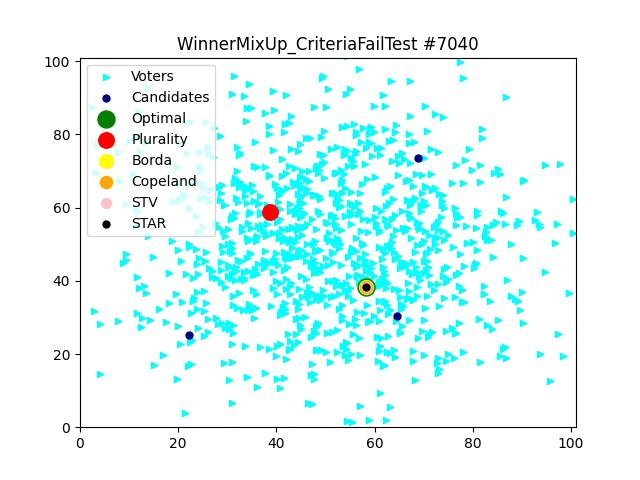 WinnerMixUp_CriteriaFailTest #7040
100
80
60
40
20
0
Voters
Candidates
Optimal
Plurality
Borda
Copeland
STV
STAR
0 20 40 60 80 100